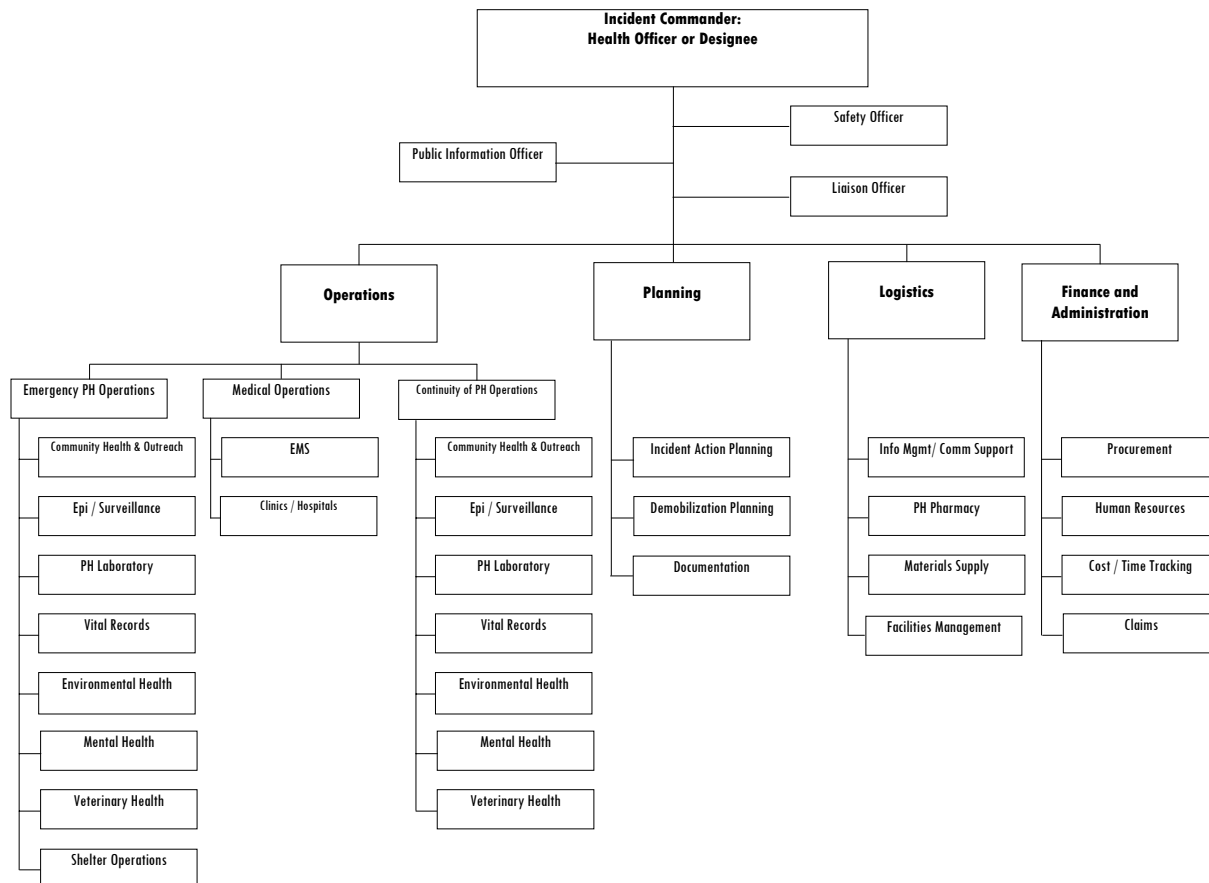 Incident Commander:
Health Officer or Designee
Safety Officer
Public Information Officer
Liaison Officer
Operations
Planning
Logistics
Finance and
Administration
Emergency PH Operations
Medical Operations
Continuity of PH Operations
Community Health & Outreach
EMS
Community Health & Outreach
Incident Action Planning
Info Mgmt/ Comm Support
Procurement
Epi / Surveillance
Clinics / Hospitals
Epi / Surveillance
Demobilization Planning
PH Pharmacy
Human Resources
PH Laboratory
PH Laboratory
Documentation
Materials Supply
Cost / Time Tracking
Vital Records
Vital Records
Facilities Management
Claims
Environmental Health
Environmental Health
Mental Health
Mental Health
Veterinary Health
Veterinary Health
Shelter Operations